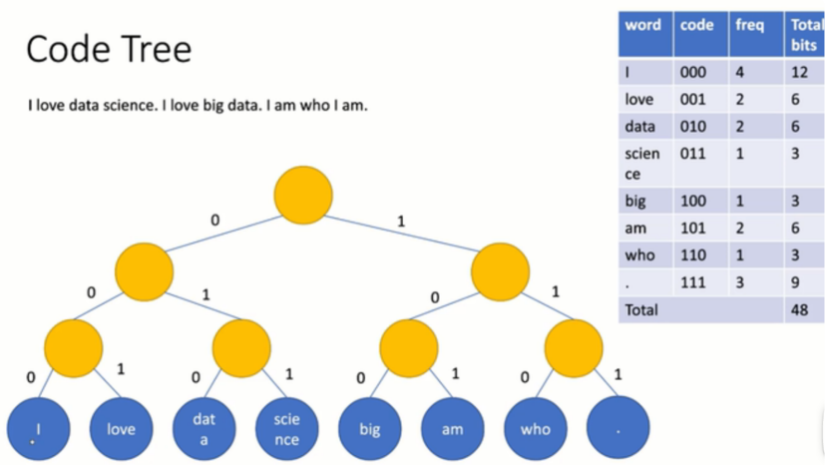 Code Tree
I love data science. I love big data. I am who I am.
word code freq Total bits
I 000 4 12
love 001 2 6
data 010 2 6
scien
ce 011 1 3
big 100 1 3
am 101 2 6
who 110 1 3
. 111 3 9
Total 48
0 1
0 1 0 1
0 1 0 1 0 1 0 1
I love dat
a scie
nce big am who .